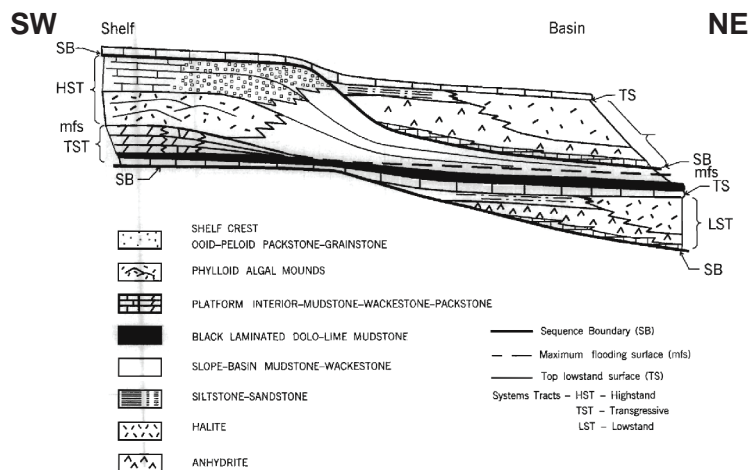 SW
Shelf
Basin
NE
SB
HST
mfs
TST
SB
TS
SB
mfs
TS
LST
SB
SHELF CREST
OOID-PELOID PACKSTONE-GRAINSTONE
PHYLLOID ALGAL MOUNDS
PLATFORM INTERIOR-MUDSTONE-WACKESTONE-PACKSTONE
BLACK LAMINATED DOLO-LIME MUDSTONE
SLOPE-BASIN MUDSTONE-WACKESTONE
SILTSTONE-SANDSTONE
HALITE
ANHYDRITE
Sequence Boundary (SB)
Maximum flooding surface (mfs)
Top lowstand surface (TS)
Systems Tracts - HST - Highstand
TST - Transgressive
LST - Lowstand